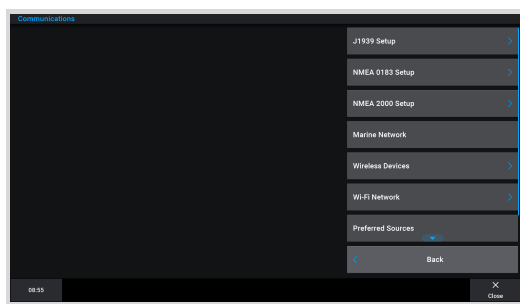 Communications
J1939 Setup
NMEA 0183 Setup
NMEA 2000 Setup
Marine Network
Wireless Devices
Wi-Fi Network
Preferred Sources
Back
08:55
Close